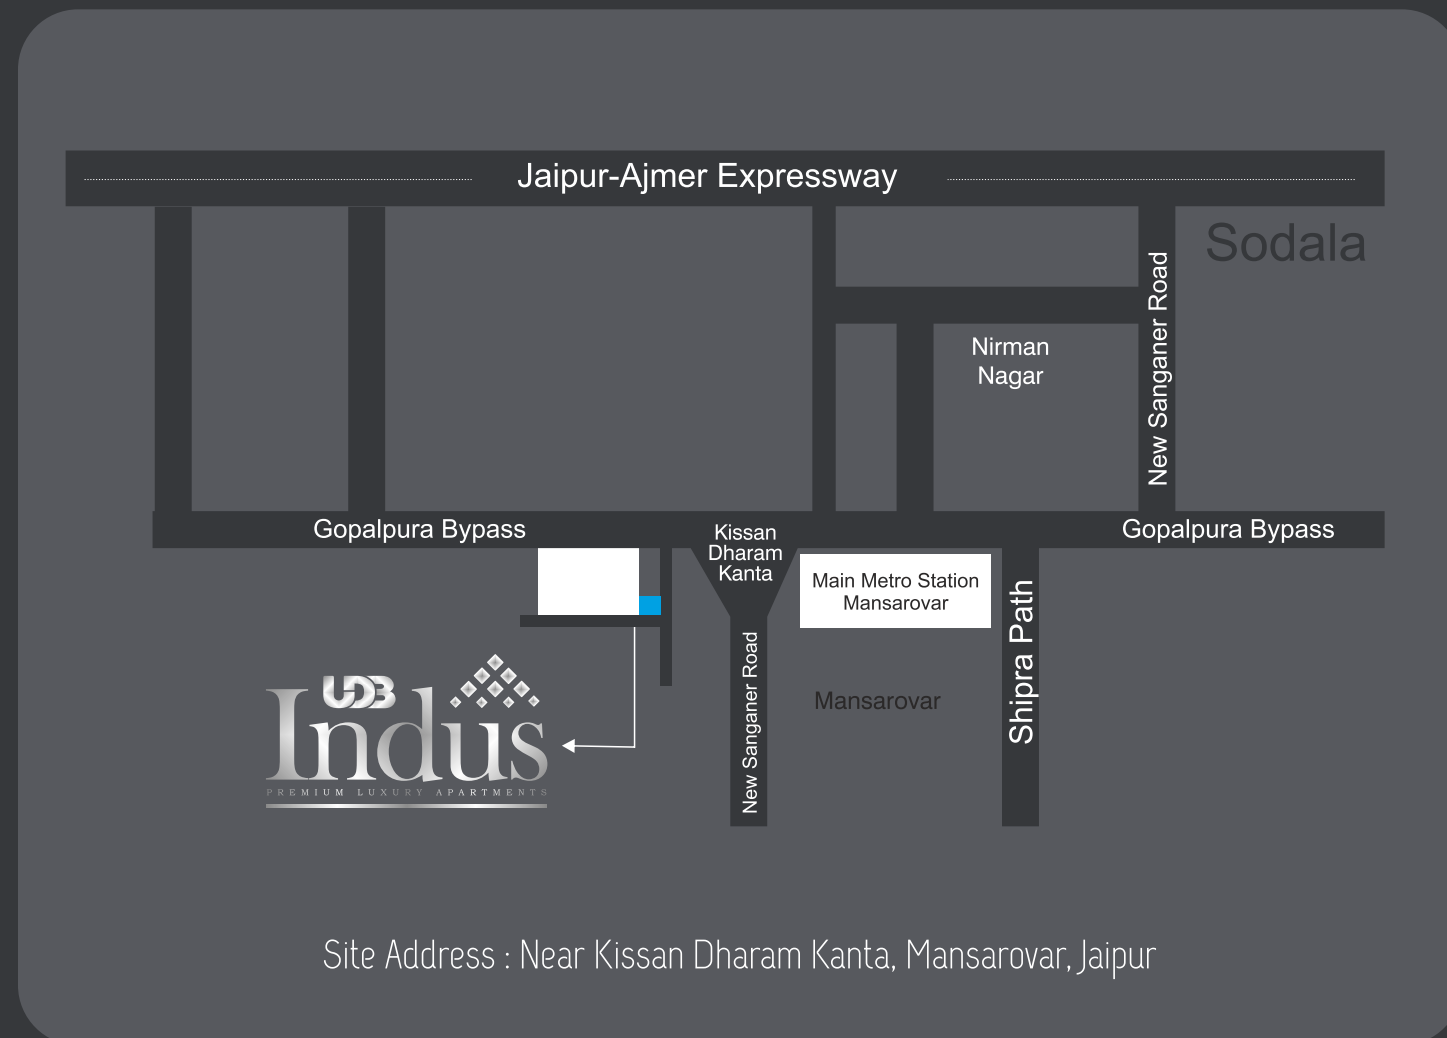 Jaipur-Ajmer Expressway
Sodala
New Sanganer Road
Nirman
Nagar
Gopalpura Bypass
Kissan
Dharam
Kanta
Gopalpura Bypass
Main Metro Station
Mansarovar
Shipra Path
New Sanganer Road
Mansarovar
UDB
Indus
PREMIUM LUXURY APARTMENTS
Site Address : Near Kissan Dharam Kanta, Mansarovar, Jaipur